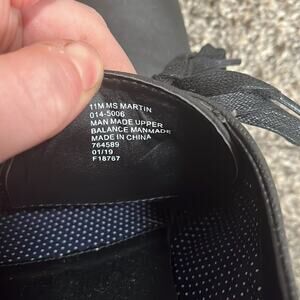 11M MS MARTIN
014-5006
MAN MADE UPPER
BALANCE MANMADE
MADE IN CHINA
764589
01/19
F18767